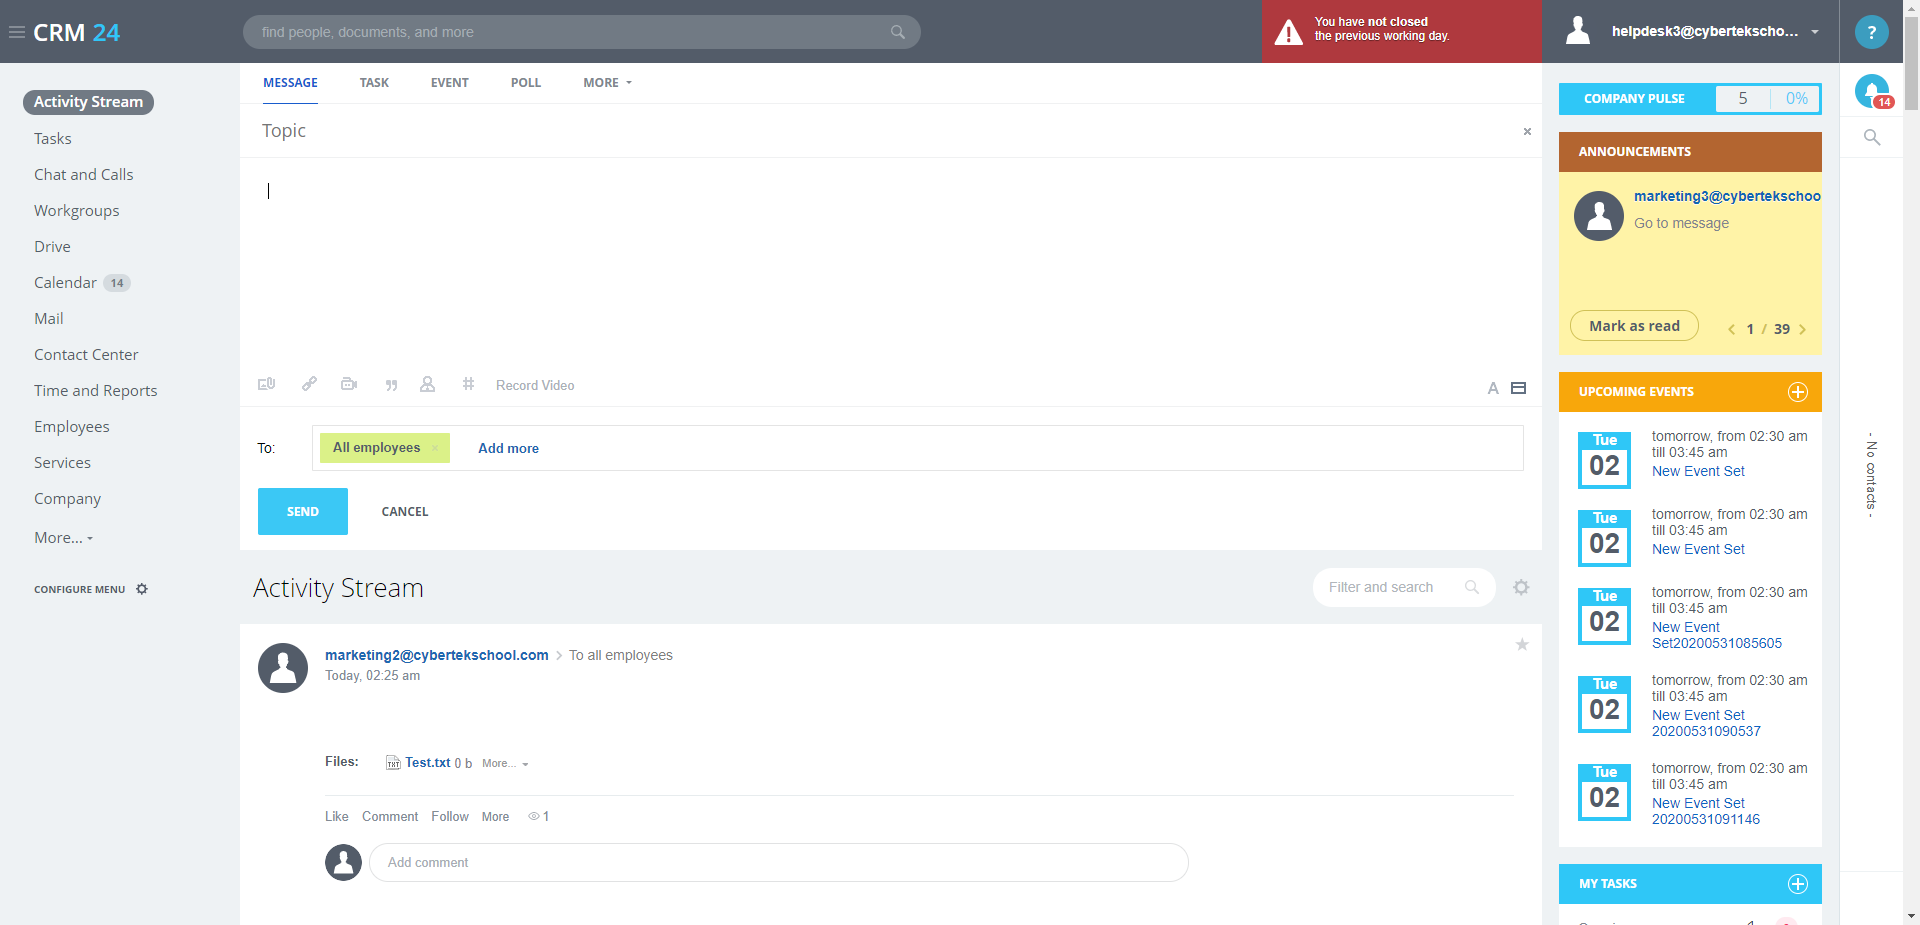 CRM 24
find people, documents, and more
You have not closed
the previous working day.
helpdesk3@cybertekscho...
?
Activity Stream
Tasks
Chat and Calls
Workgroups
Drive
Calendar 14
Mail
Contact Center
Time and Reports
Employees
Services
Company
More...
CONFIGURE MENU
MESSAGE TASK EVENT POLL MORE
Topic
Record Video
A
To: All employees Add more
SEND CANCEL
Activity Stream
Filter and search
marketing2@cybertekschool.com > To all employees
Today, 02:25 am
Files: Test.txt 0 b More...
Like Comment Follow More 1
Add comment
COMPANY PULSE 5 0%
ANNOUNCEMENTS
marketing3@cybertekschoo
Go to message
Mark as read
< 1 / 39 >
UPCOMING EVENTS
Tue
02
tomorrow, from 02:30 am
till 03:45 am
New Event Set
Tue
02
tomorrow, from 02:30 am
till 03:45 am
New Event Set
Tue
02
tomorrow, from 02:30 am
till 03:45 am
New Event
Set20200531085605
Tue
02
tomorrow, from 02:30 am
till 03:45 am
New Event Set
20200531090537
Tue
02
tomorrow, from 02:30 am
till 03:45 am
New Event Set
20200531091146
MY TASKS
14
- No contacts -